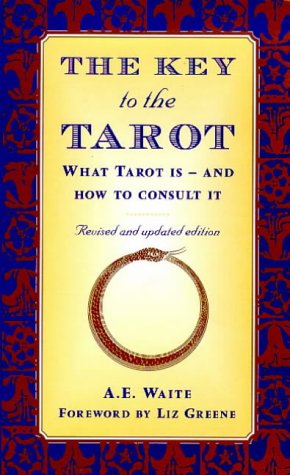 THE KEY
to the
TAROT
WHAT TAROT IS – AND
HOW TO CONSULT IT
Revised and updated edition
A.E. WAITE
FOREWORD BY LIZ GREENE